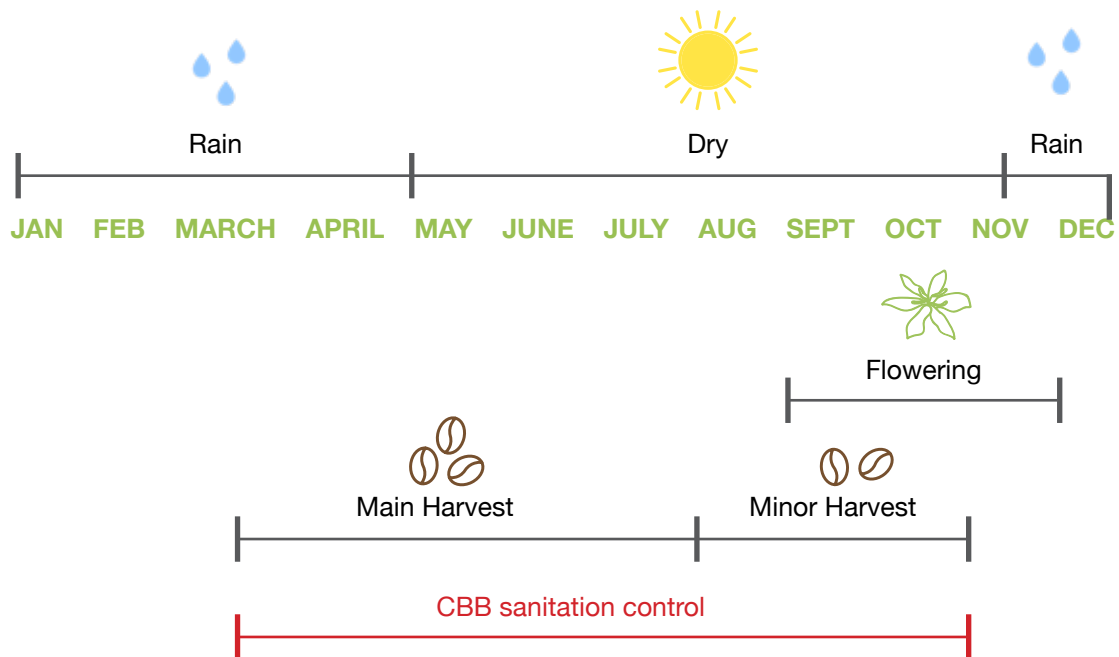 Rain Dry Rain
JAN FEB MARCH APRIL MAY JUNE JULY AUG SEPT OCT NOV DEC
Flowering
Main Harvest Minor Harvest
CBB sanitation control